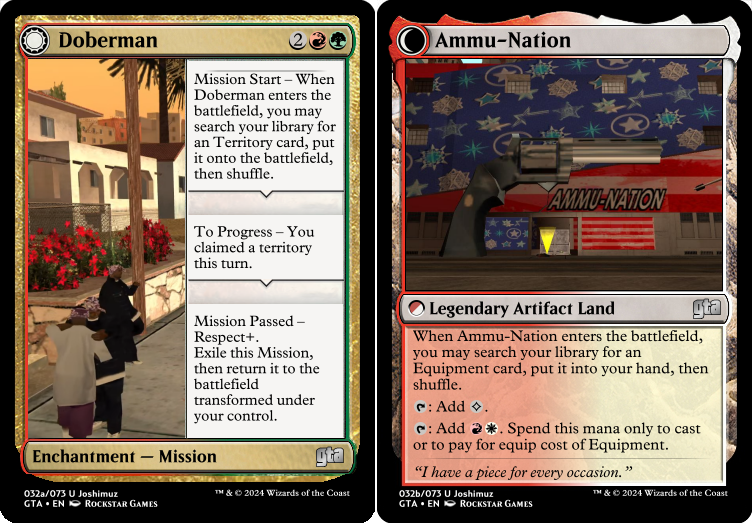 Doberman
2
Mission Start – When
Doberman enters the
battlefield, you may
search your library for
an Territory card, put
it onto the battlefield,
then shuffle.
To Progress – You
claimed a territory
this turn.
Mission Passed –
Respect+.
Exile this Mission,
then return it to the
battlefield
transformed under
your control.
Enchantment — Mission
gta
032a/073 U Joshimuz
GTA • EN Rockstar Games
™ & © 2024 Wizards of the Coast
Ammu-Nation
AMMU-NATION
Legendary Artifact Land
gta
When Ammu-Nation enters the battlefield,
you may search your library for an
Equipment card, put it into your hand, then
shuffle.
: Add .
: Add . Spend this mana only to cast
or to pay for equip cost of Equipment.
“I have a piece for every occasion.”
032b/073 U Joshimuz
GTA • EN Rockstar Games
™ & © 2024 Wizards of the Coast